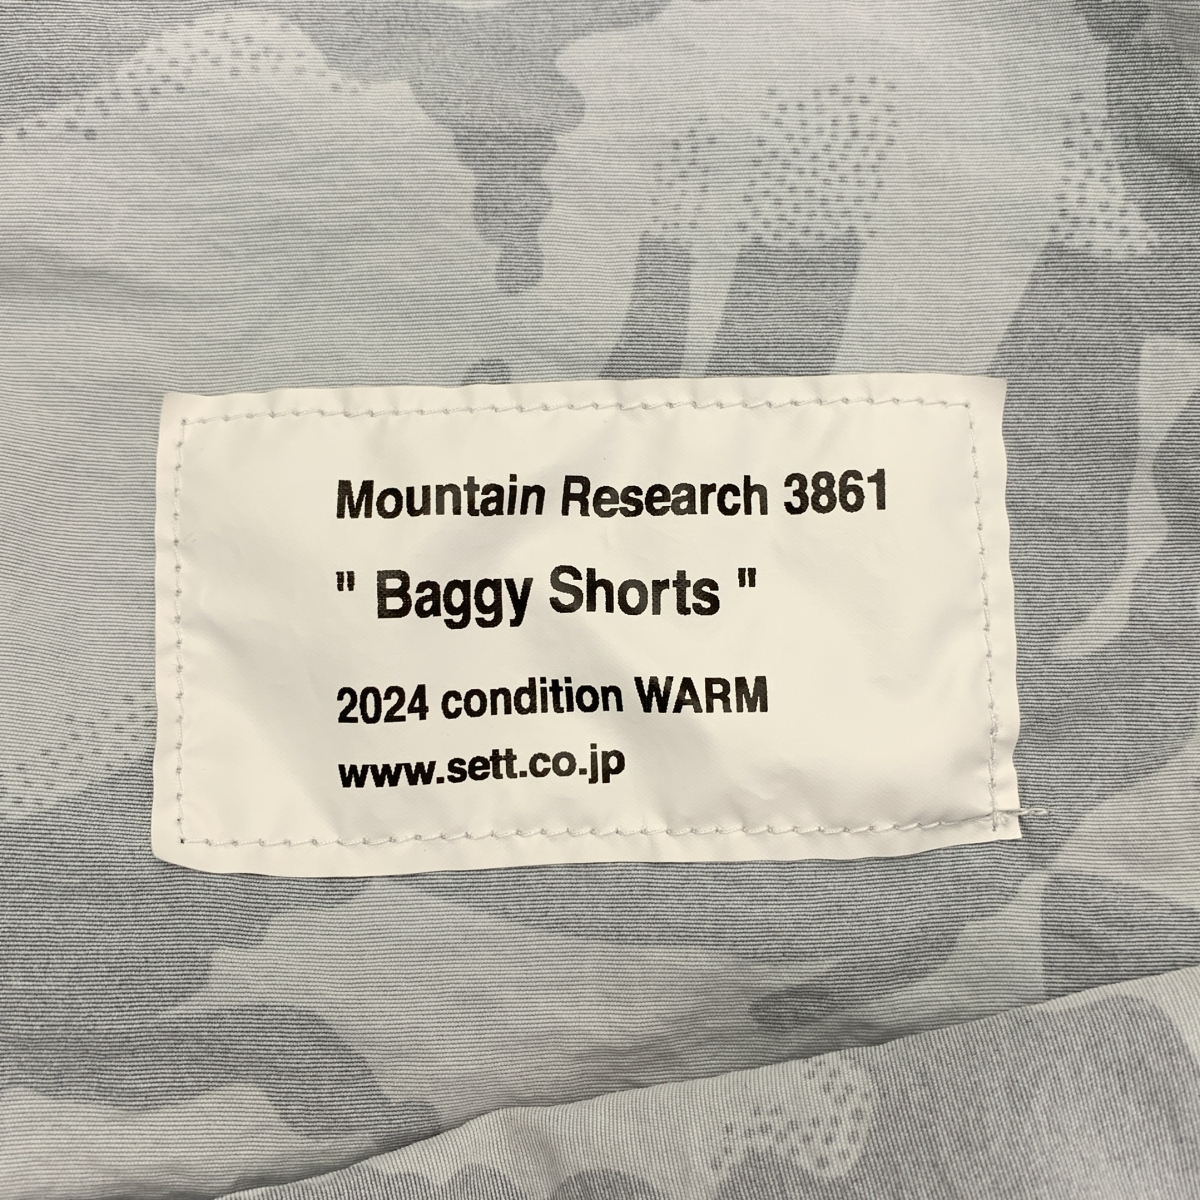 Mountain Research 3861
" Baggy Shorts "
2024 condition WARM
www.sett.co.jp